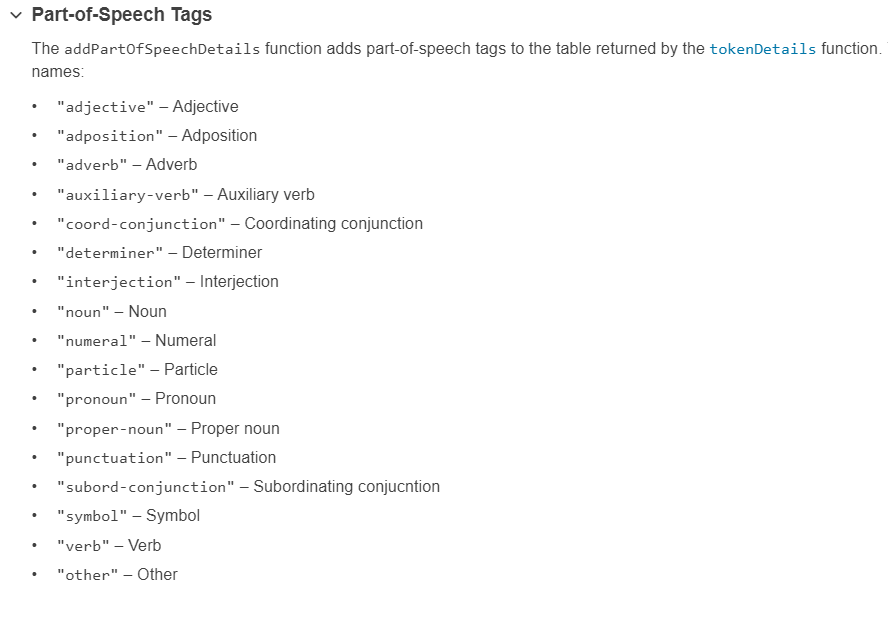 Part-of-Speech Tags
The addPartOfSpeechDetails function adds part-of-speech tags to the table returned by the tokenDetails function.
names:
• "adjective" – Adjective
• "adposition" – Adposition
• "adverb" – Adverb
• "auxiliary-verb" – Auxiliary verb
• "coord-conjunction" – Coordinating conjunction
• "determiner" – Determiner
• "interjection" – Interjection
• "noun" – Noun
• "numeral" – Numeral
• "particle" – Particle
• "pronoun" – Pronoun
• "proper-noun" – Proper noun
• "punctuation" – Punctuation
• "subord-conjunction" – Subordinating conjucntion
• "symbol" – Symbol
• "verb" – Verb
• "other" – Other